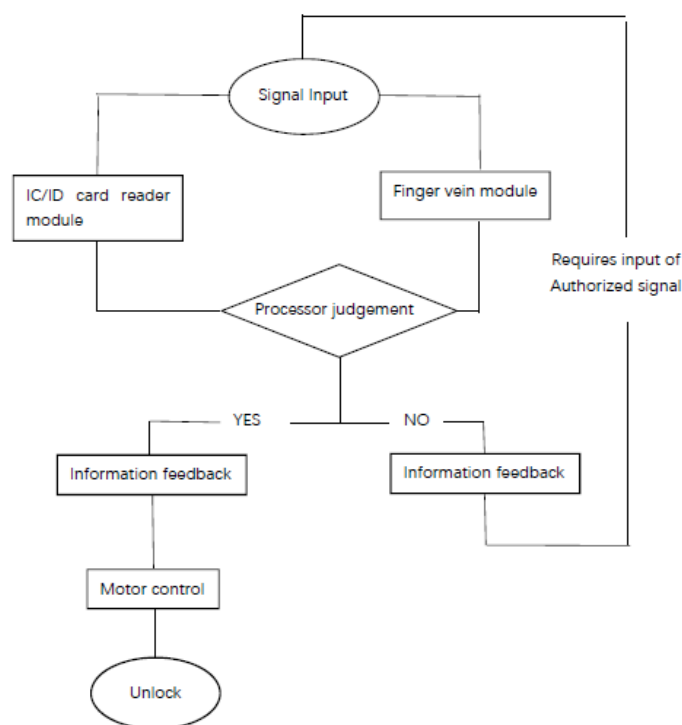 Signal Input
IC/ID card reader
module
Finger vein module
Requires input of
Authorized signal
Processor judgement
YES
NO
Information feedback
Information feedback
Motor control
Unlock